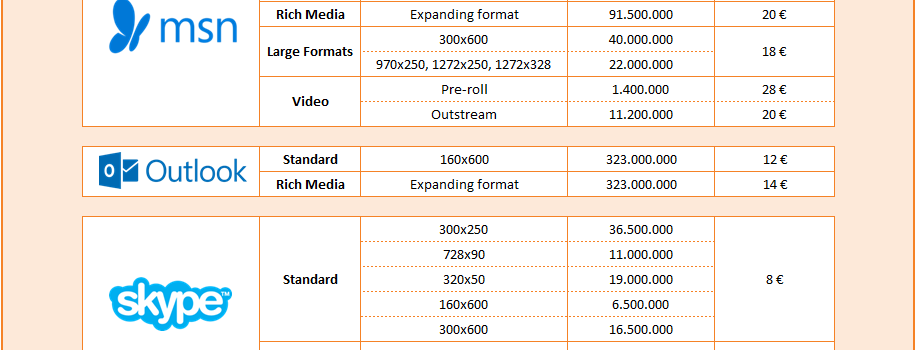 msn
Rich Media Expanding format 91.500.000 20 €
Large Formats 300x600 40.000.000 18 €
970x250, 1272x250, 1272x328 22.000.000
Video Pre-roll 1.400.000 28 €
Outstream 11.200.000 20 €
Outlook Standard 160x600 323.000.000 12 €
Rich Media Expanding format 323.000.000 14 €
skype™ Standard 300x250 36.500.000 8 €
728x90 11.000.000
320x50 19.000.000
160x600 6.500.000
300x600 16.500.000